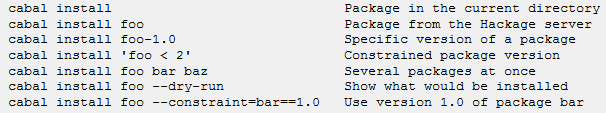 cabal install                            Package in the current directory
cabal install foo                        Package from the Hackage server
cabal install foo-1.0                    Specific version of a package
cabal install 'foo < 2'                  Constrained package version
cabal install foo bar baz                Several packages at once
cabal install foo --dry-run              Show what would be installed
cabal install foo --constraint=bar==1.0  Use version 1.0 of package bar